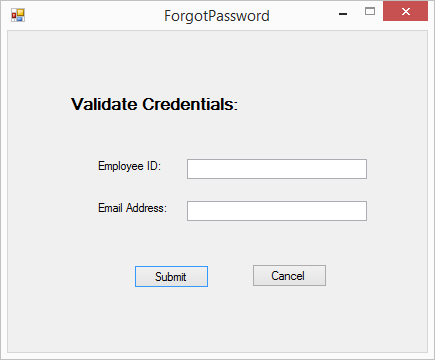 ForgotPassword
Validate Credentials:
Employee ID:
Email Address:
Submit Cancel